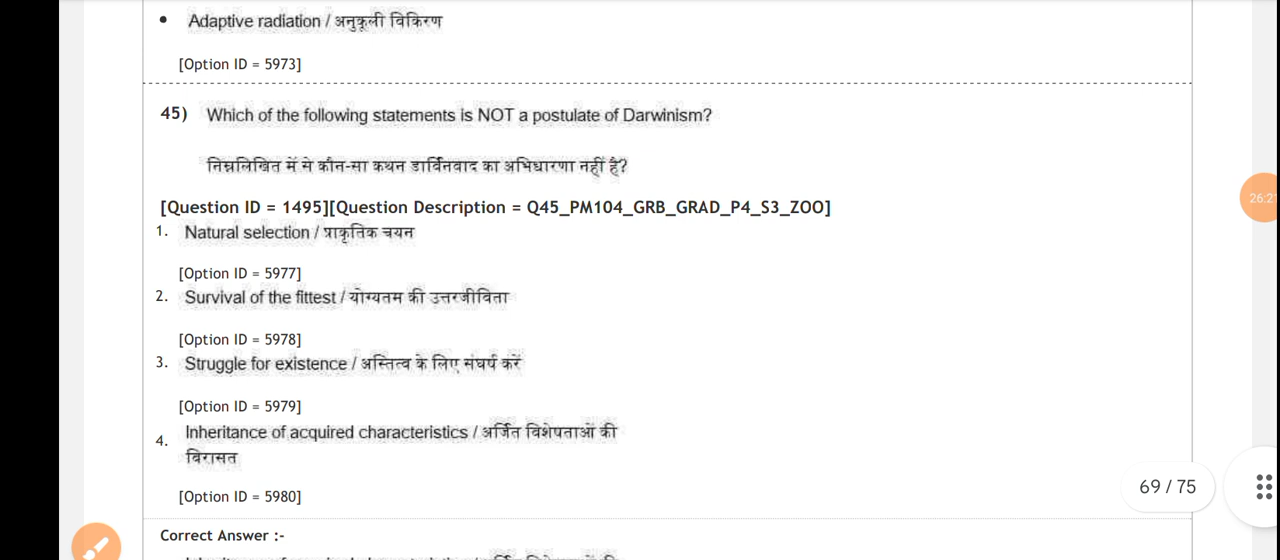 • Adaptive radiation / अनुकूली विकिरण
[Option ID = 5973]
45) Which of the following statements is NOT a postulate of Darwinism?
निम्नलिखित में से कौन-सा कथन डार्विनवाद का अभिधारणा नहीं है?
[Question ID = 1495][Question Description = Q45_PM104_GRB_GRAD_P4_S3_ZOO]
1. Natural selection / प्राकृतिक चयन
[Option ID = 5977]
2. Survival of the fittest / योग्यतम की उत्तरजीविता
[Option ID = 5978]
3. Struggle for existence / अस्तित्व के लिए संघर्ष करें
[Option ID = 5979]
4. Inheritance of acquired characteristics / अर्जित विशेषताओं की
विरासत
[Option ID = 5980]
69 / 75
Correct Answer :-